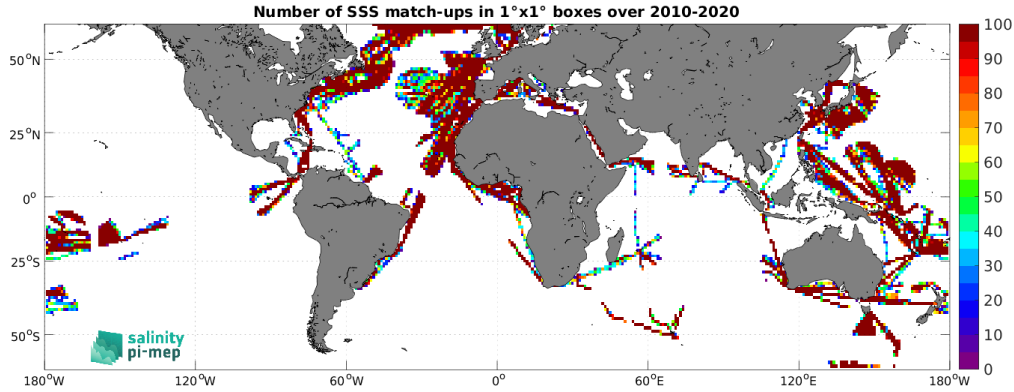 Number of SSS match-ups in 1°x1° boxes over 2010-2020
50°N
25°N
0°
25°S
50°S
180°W
120°W
60°W
0°
60°E
120°E
180°W
100
90
80
70
60
50
40
30
20
10
0
salinity
pi-mep